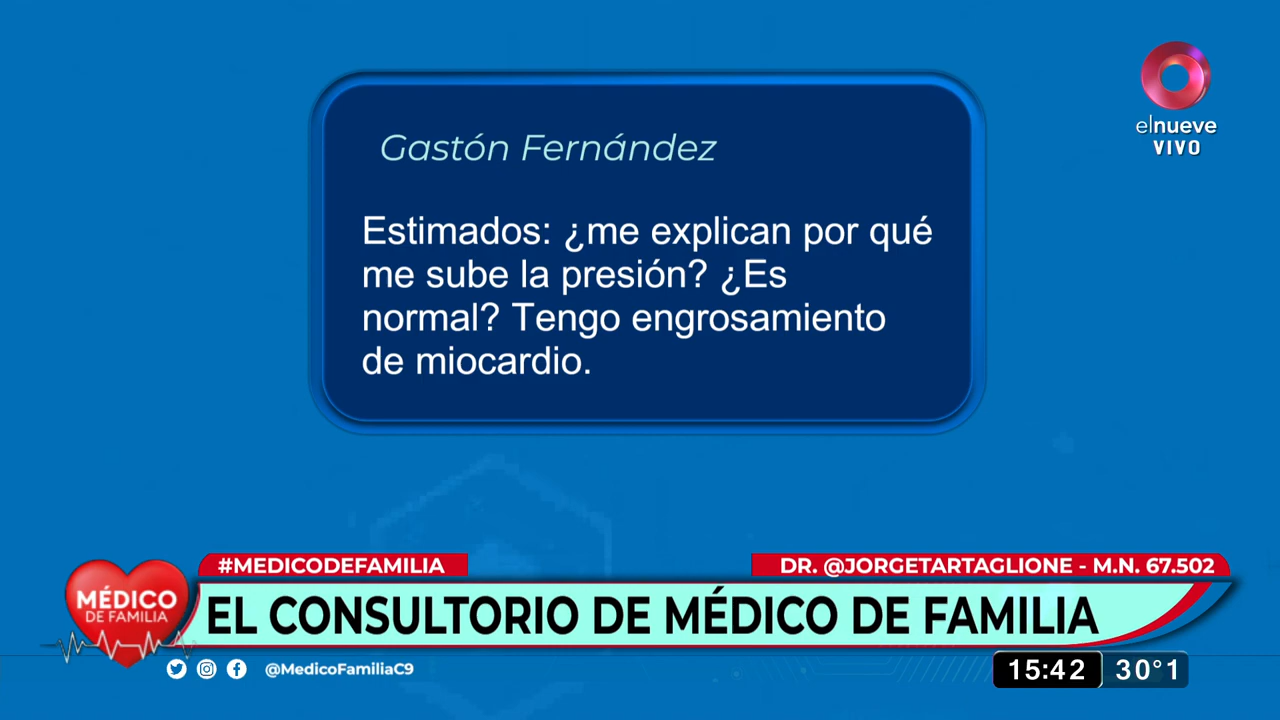 Gastón Fernández
elnueve
VIVO
Estimados: ¿me explican por qué
me sube la presión? ¿Es
normal? Tengo engrosamiento
de miocardio.
#MEDICODEFAMILIA
DR. @JORGETARTAGLIONE - M.N. 67.502
MÉDICO
DE FAMILIA
EL CONSULTORIO DE MÉDICO DE FAMILIA
@MedicoFamiliaC9
15:42
30°1